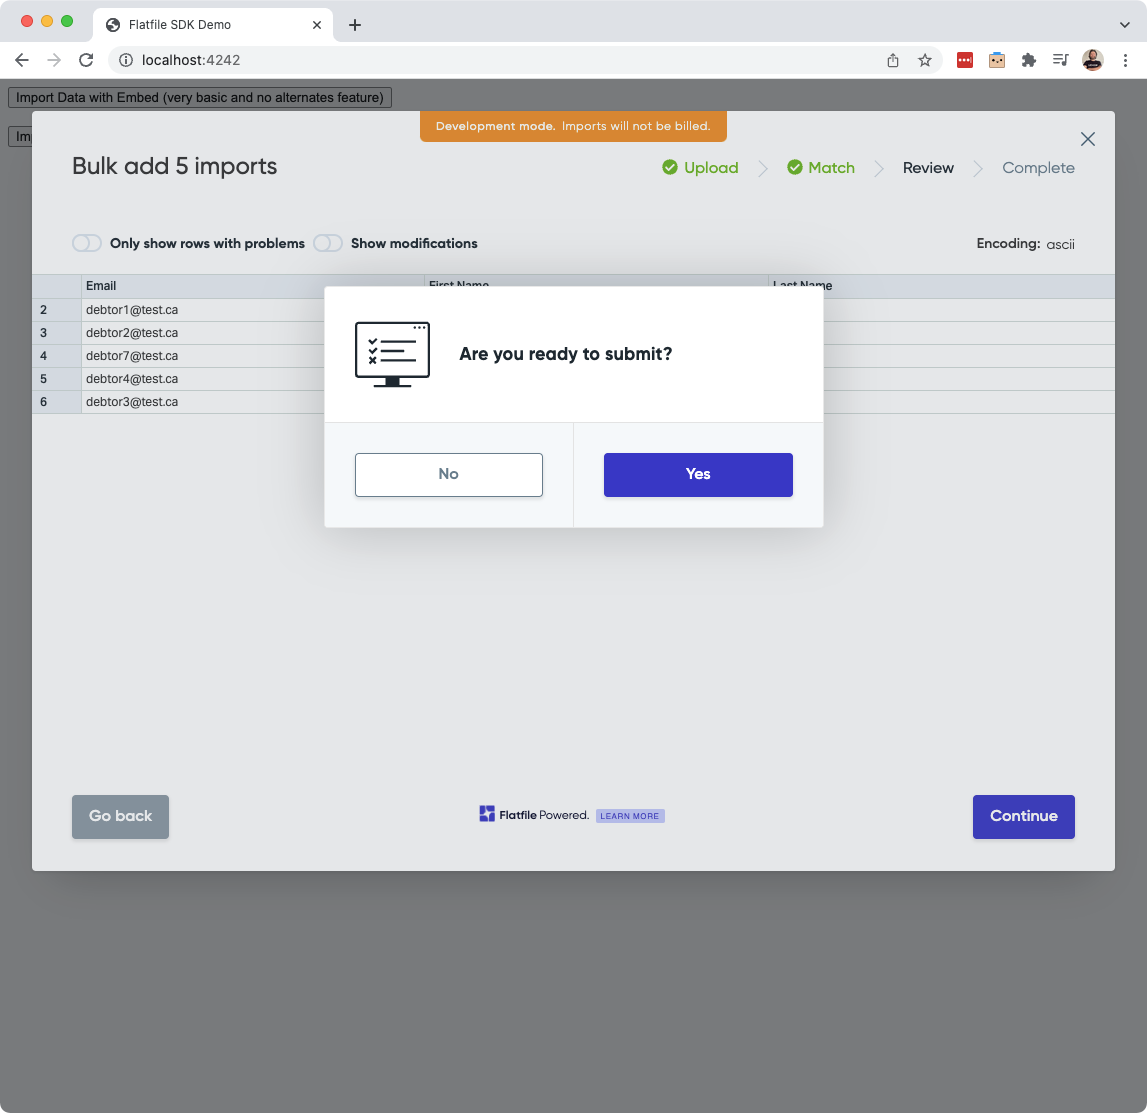 Flatfile SDK Demo
localhost:4242
Import Data with Embed (very basic and no alternates feature)
Development mode. Imports will not be billed.
Bulk add 5 imports
Upload
Match
Review
Complete
Only show rows with problems
Show modifications
Encoding: ascii
Email
First Name
Last Name
2 debtor1@test.ca
3 debtor2@test.ca
4 debtor7@test.ca
5 debtor4@test.ca
6 debtor3@test.ca
Are you ready to submit?
No
Yes
Go back
Flatfile Powered. LEARN MORE
Continue